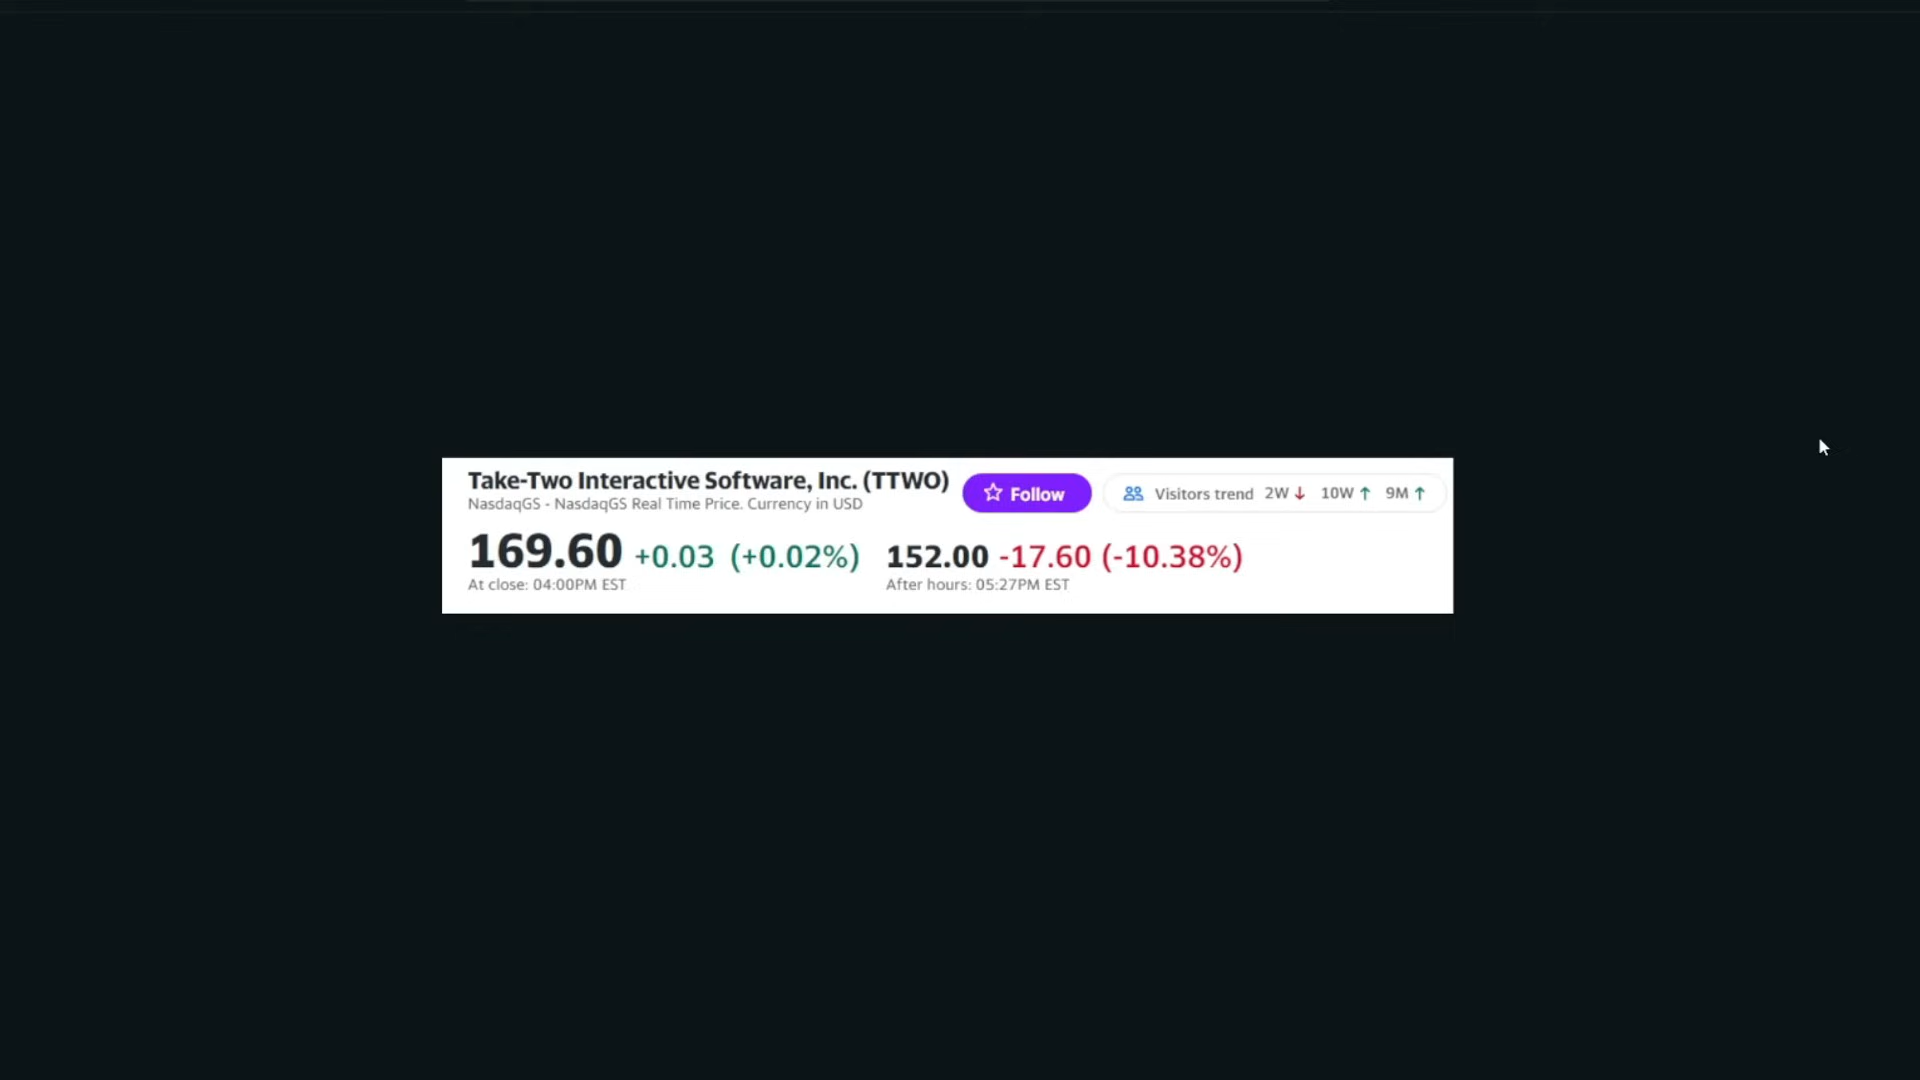 Take-Two Interactive Software, Inc. (TTWO)
NasdaqGS - NasdaqGS Real Time Price. Currency in USD
Follow
Visitors trend 2W ↓ 10W ↑ 9M ↑
169.60 +0.03 (+0.02%)
At close: 04:00PM EST
152.00 -17.60 (-10.38%)
After hours: 05:27PM EST